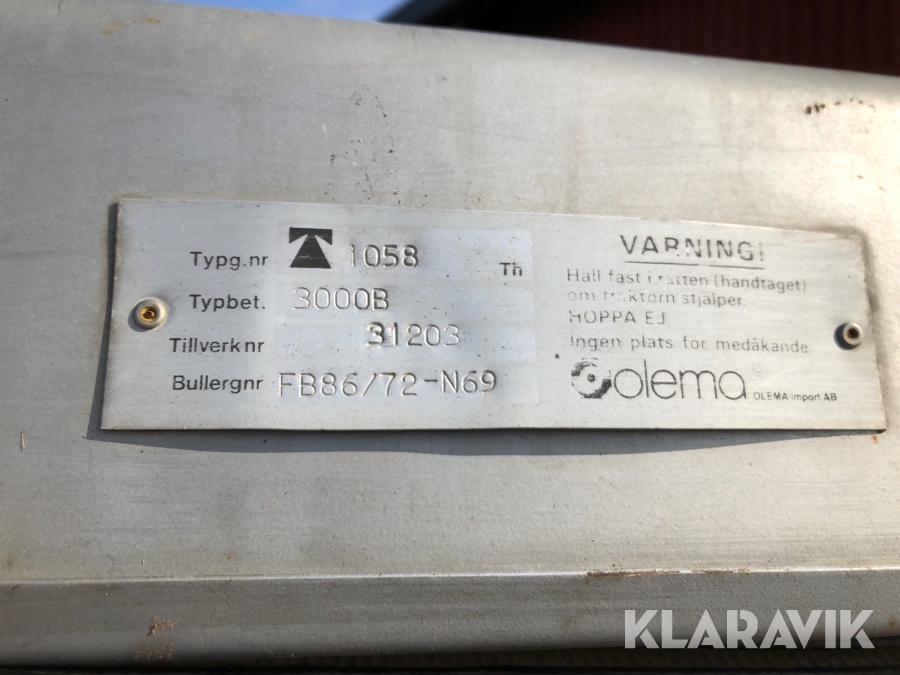 Typg.nr 1058 Th
Typbet. 3000B
Tillverknr 31203
Bullergnr FB86/72-N69
VARNING!
Håll fast i ratten (handtaget)
om traktorn stjälper.
HOPPA EJ.
Ingen plats för medåkande
olema
OLEMA-import AB
KLARAVIK